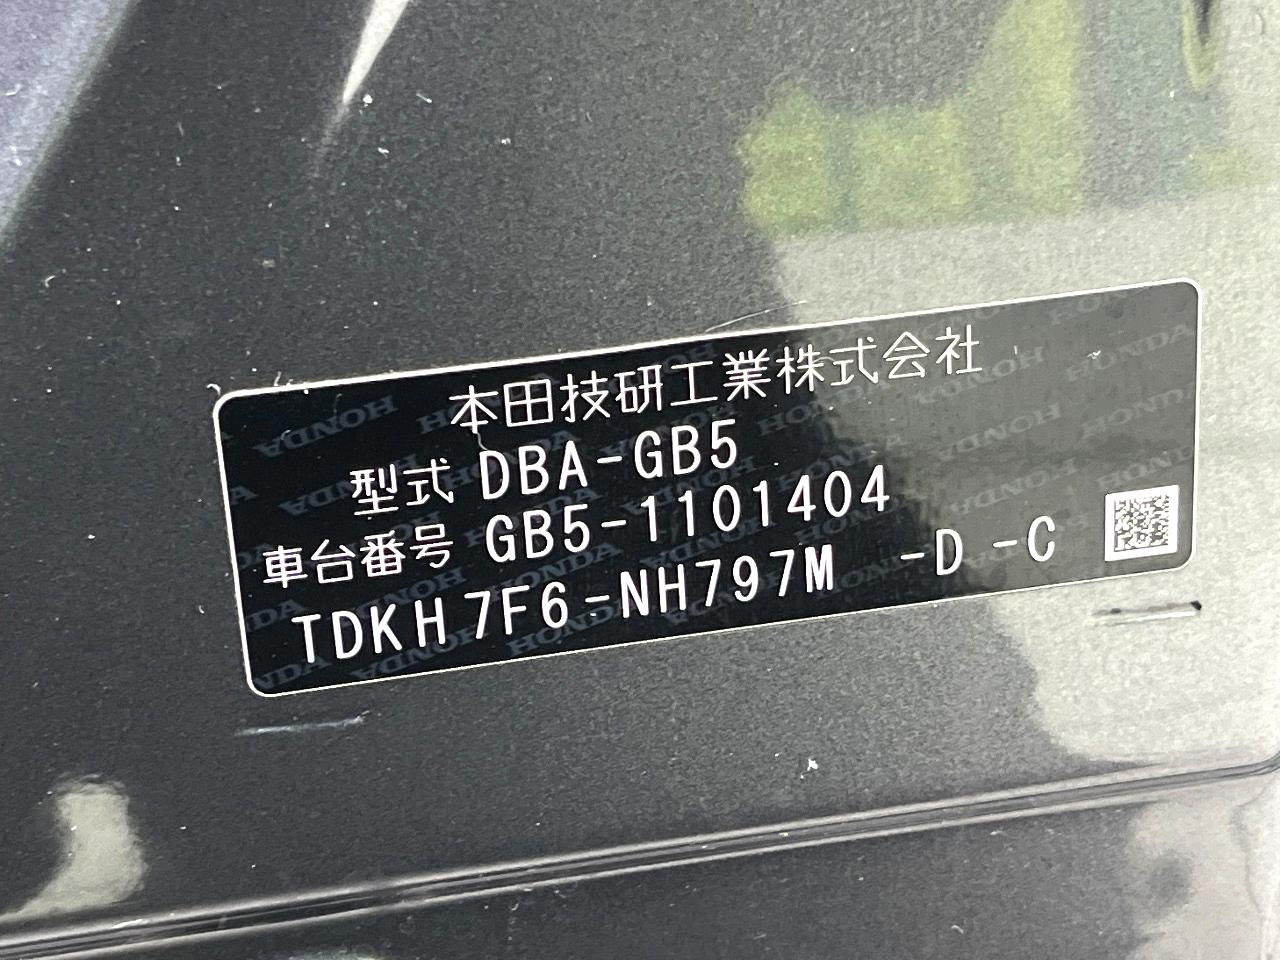 本田技研工業株式会社
型式 DBA-GB5
車台番号 GB5-1101404
TDKH7F6-NH797M -D -C